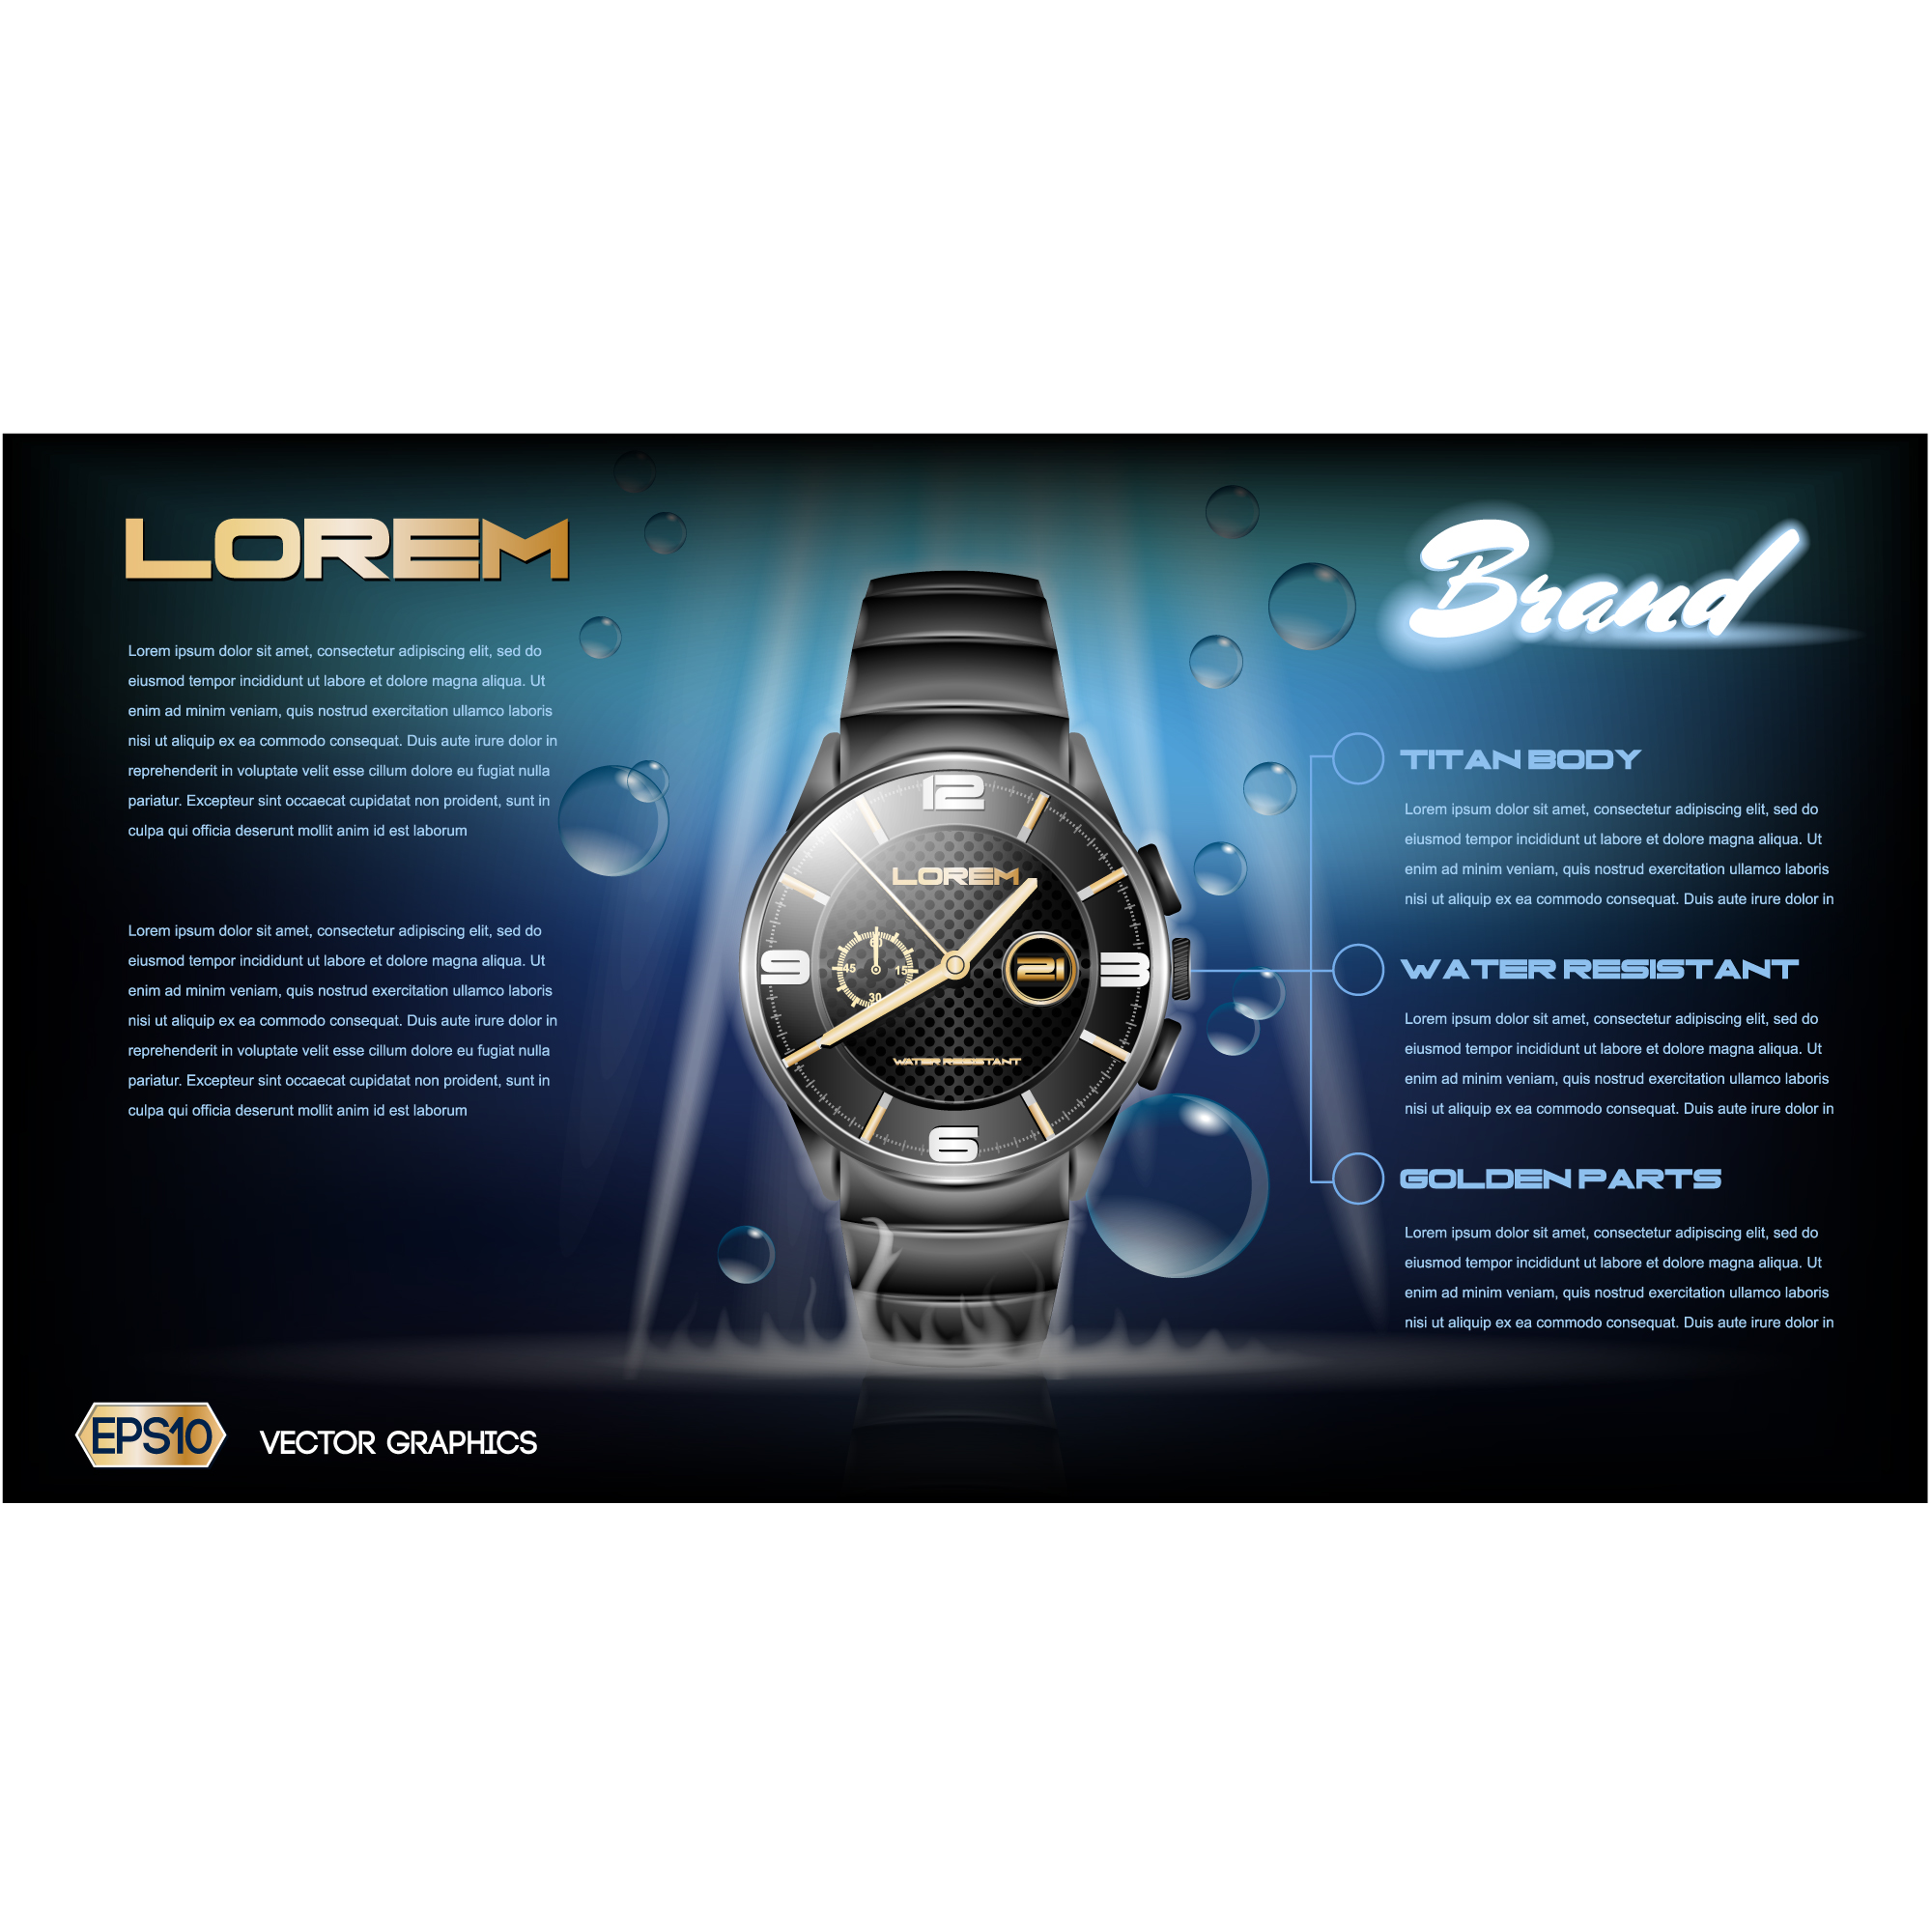 LOREM
Lorem ipsum dolor sit amet, consectetur adipiscing elit, sed do
eiusmod tempor incididunt ut labore et dolore magna aliqua. Ut
enim ad minim veniam, quis nostrud exercitation ullamco laboris
nisi ut aliquip ex ea commodo consequat. Duis aute irure dolor in
reprehenderit in voluptate velit esse cillum dolore eu fugiat nulla
pariatur. Excepteur sint occaecat cupidatat non proident, sunt in
culpa qui officia deserunt mollit anim id est laborum
Lorem ipsum dolor sit amet, consectetur adipiscing elit, sed do
eiusmod tempor incididunt ut labore et dolore magna aliqua. Ut
enim ad minim veniam, quis nostrud exercitation ullamco laboris
nisi ut aliquip ex ea commodo consequat. Duis aute irure dolor in
reprehenderit in voluptate velit esse cillum dolore eu fugiat nulla
pariatur. Excepteur sint occaecat cupidatat non proident, sunt in
culpa qui officia deserunt mollit anim id est laborum
12
LOREM
60
9
45
15
21
3
30
WATER RESISTANT
6
Brand
TITAN BODY
Lorem ipsum dolor sit amet, consectetur adipiscing elit, sed do
eiusmod tempor incididunt ut labore et dolore magna aliqua. Ut
enim ad minim veniam, quis nostrud exercitation ullamco laboris
nisi ut aliquip ex ea commodo consequat. Duis aute irure dolor in
WATER RESISTANT
Lorem ipsum dolor sit amet, consectetur adipiscing elit, sed do
eiusmod tempor incididunt ut labore et dolore magna aliqua. Ut
enim ad minim veniam, quis nostrud exercitation ullamco laboris
nisi ut aliquip ex ea commodo consequat. Duis aute irure dolor in
GOLDEN PARTS
Lorem ipsum dolor sit amet, consectetur adipiscing elit, sed do
eiusmod tempor incididunt ut labore et dolore magna aliqua. Ut
enim ad minim veniam, quis nostrud exercitation ullamco laboris
nisi ut aliquip ex ea commodo consequat. Duis aute irure dolor in
EPS10
VECTOR GRAPHICS